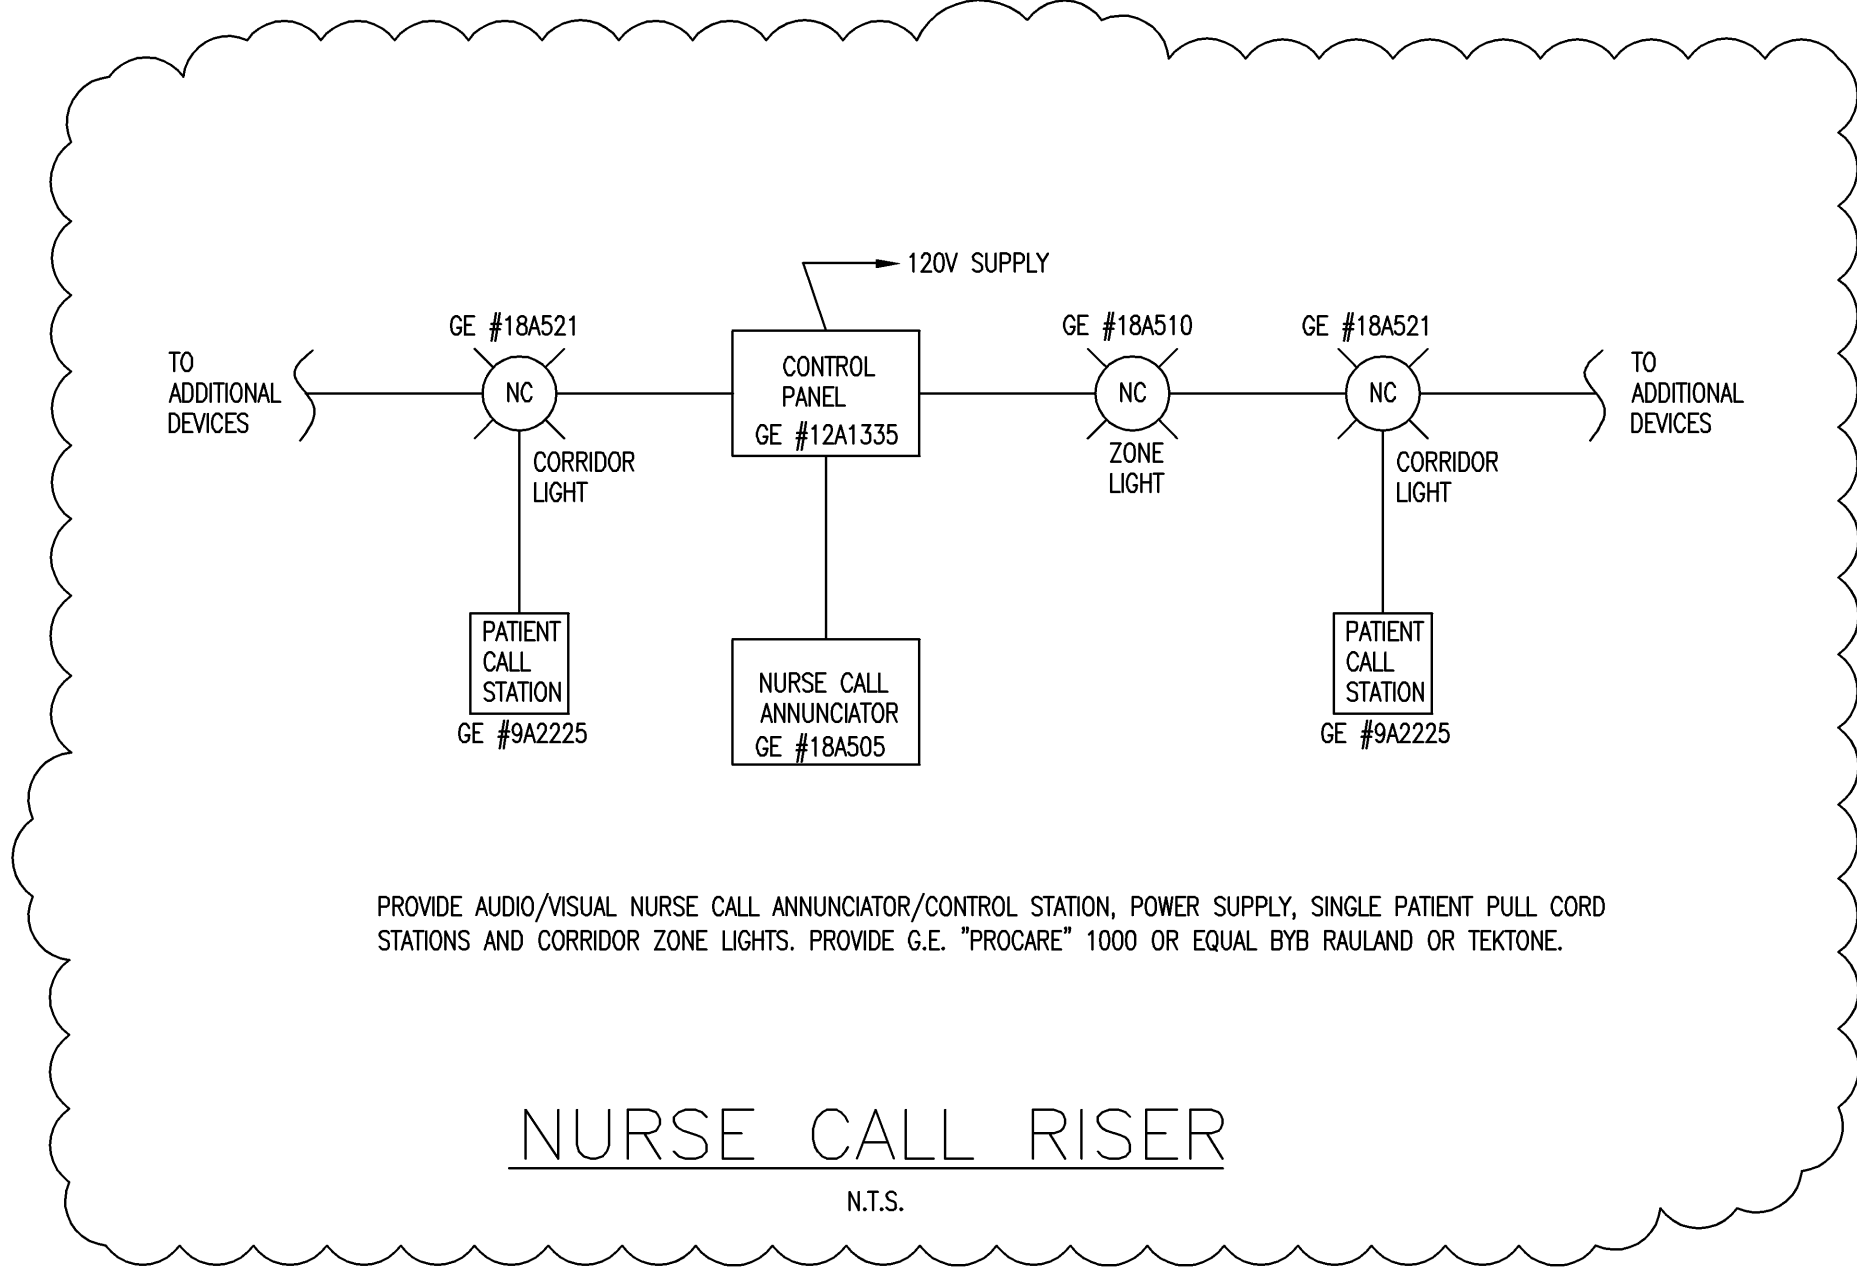 120V SUPPLY
GE #18A521
GE #18A510
GE #18A521
TO
ADDITIONAL
DEVICES
NC
CONTROL
PANEL
GE #12A1335
NC
NC
TO
ADDITIONAL
DEVICES
CORRIDOR
LIGHT
ZONE
LIGHT
CORRIDOR
LIGHT
PATIENT
CALL
STATION
GE #9A2225
NURSE CALL
ANNUNCIATOR
GE #18A505
PATIENT
CALL
STATION
GE #9A2225
PROVIDE AUDIO/VISUAL NURSE CALL ANNUNCIATOR/CONTROL STATION, POWER SUPPLY, SINGLE PATIENT PULL CORD
STATIONS AND CORRIDOR ZONE LIGHTS. PROVIDE G.E. "PROCARE" 1000 OR EQUAL BYB RAULAND OR TEKTONE.
NURSE CALL RISER
N.T.S.